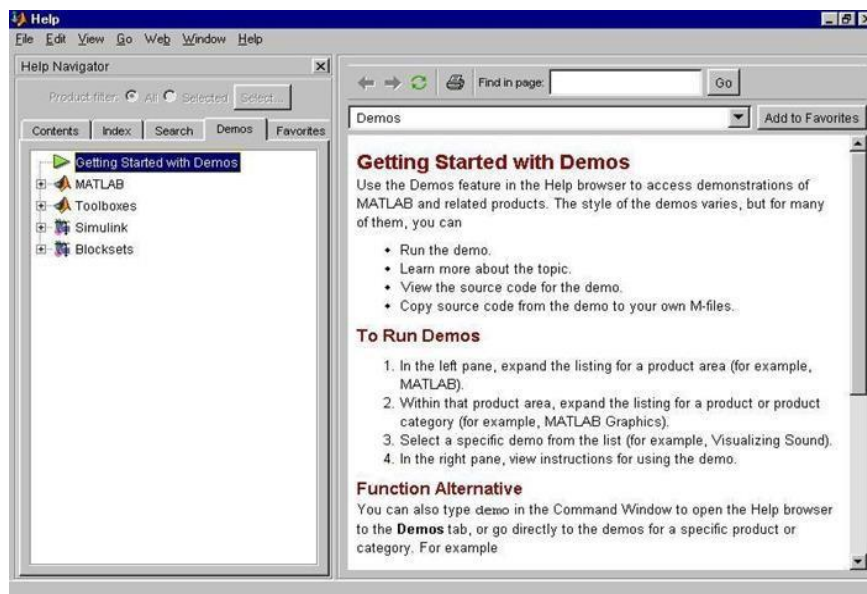 Help
File Edit View Go Web Window Help
Help Navigator
Product filter: All Selected Select...
Contents Index Search Demos Favorites
Getting Started with Demos
MATLAB
Toolboxes
Simulink
Blocksets
Find in page: Go
Demos Add to Favorites
Getting Started with Demos
Use the Demos feature in the Help browser to access demonstrations of
MATLAB and related products. The style of the demos varies, but for many
of them, you can
• Run the demo.
• Learn more about the topic.
• View the source code for the demo.
• Copy source code from the demo to your own M-files.
To Run Demos
1. In the left pane, expand the listing for a product area (for example,
MATLAB).
2. Within that product area, expand the listing for a product or product
category (for example, MATLAB Graphics).
3. Select a specific demo from the list (for example, Visualizing Sound).
4. In the right pane, view instructions for using the demo.
Function Alternative
You can also type demo in the Command Window to open the Help browser
to the Demos tab, or go directly to the demos for a specific product or
category. For example